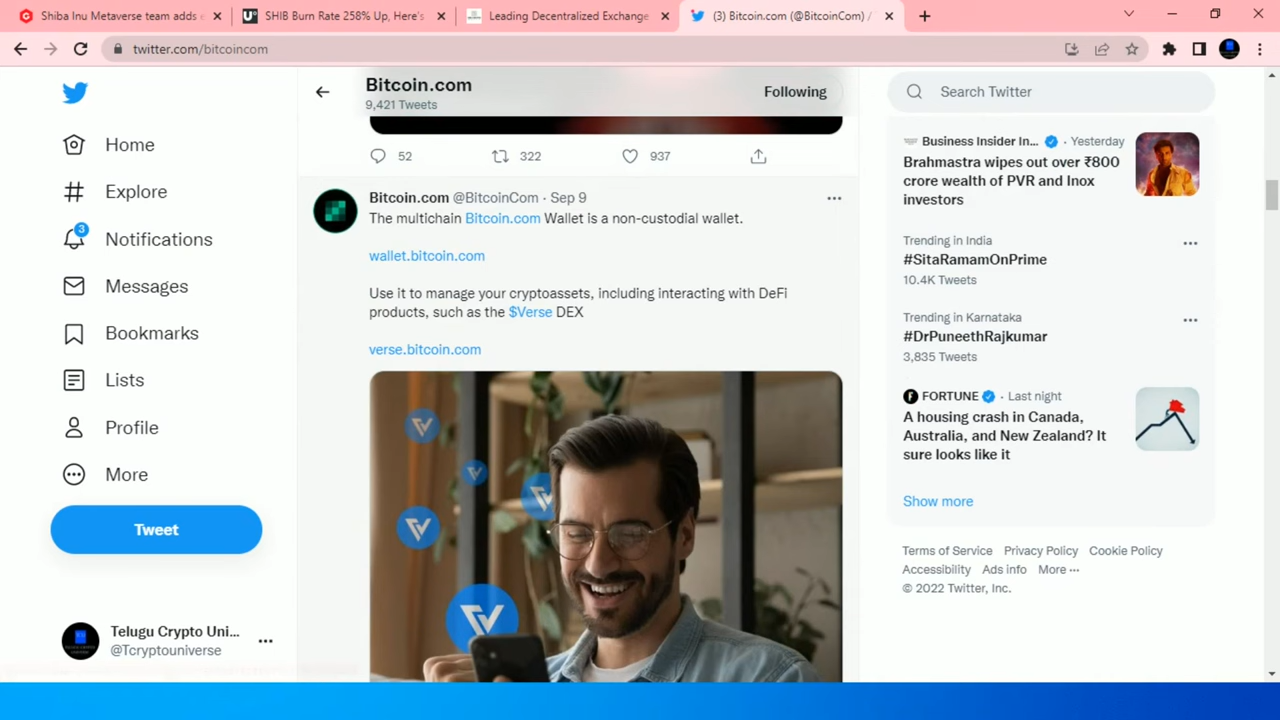 Shiba Inu Metaverse team adds
SHIB Burn Rate 258% Up, Here's
Leading Decentralized Exchange
(3) Bitcoin.com (@BitcoinCom) /
twitter.com/bitcoincom
Home
Explore
3
Notifications
Messages
Bookmarks
Lists
Profile
More
Tweet
Telugu Crypto Uni...
@Tcryptouniverse
Bitcoin.com
9,421 Tweets
Following
52
322
937
Bitcoin.com @BitcoinCom · Sep 9
The multichain Bitcoin.com Wallet is a non-custodial wallet.
wallet.bitcoin.com
Use it to manage your cryptoassets, including interacting with DeFi
products, such as the $Verse DEX
verse.bitcoin.com
Search Twitter
Business Insider In... · Yesterday
Brahmastra wipes out over ₹800
crore wealth of PVR and Inox
investors
Trending in India
#SitaRamamOnPrime
10.4K Tweets
Trending in Karnataka
#DrPuneethRajkumar
3,835 Tweets
FORTUNE · Last night
A housing crash in Canada,
Australia, and New Zealand? It
sure looks like it
Show more
Terms of Service Privacy Policy Cookie Policy
Accessibility Ads info More ···
© 2022 Twitter, Inc.